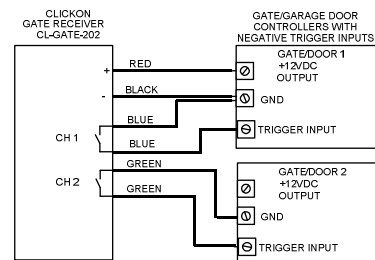 CLICKON
GATE RECEIVER
CL-GATE-202
GATE/GARAGE DOOR
CONTROLLERS WITH
NEGATIVE TRIGGER INPUTS
+
RED
GATE/DOOR 1
+12VDC
OUTPUT
-
BLACK
GND
BLUE
CH 1
TRIGGER INPUT
BLUE
GREEN
GATE/DOOR 2
+12VDC
OUTPUT
CH 2
GREEN
GND
TRIGGER INPUT